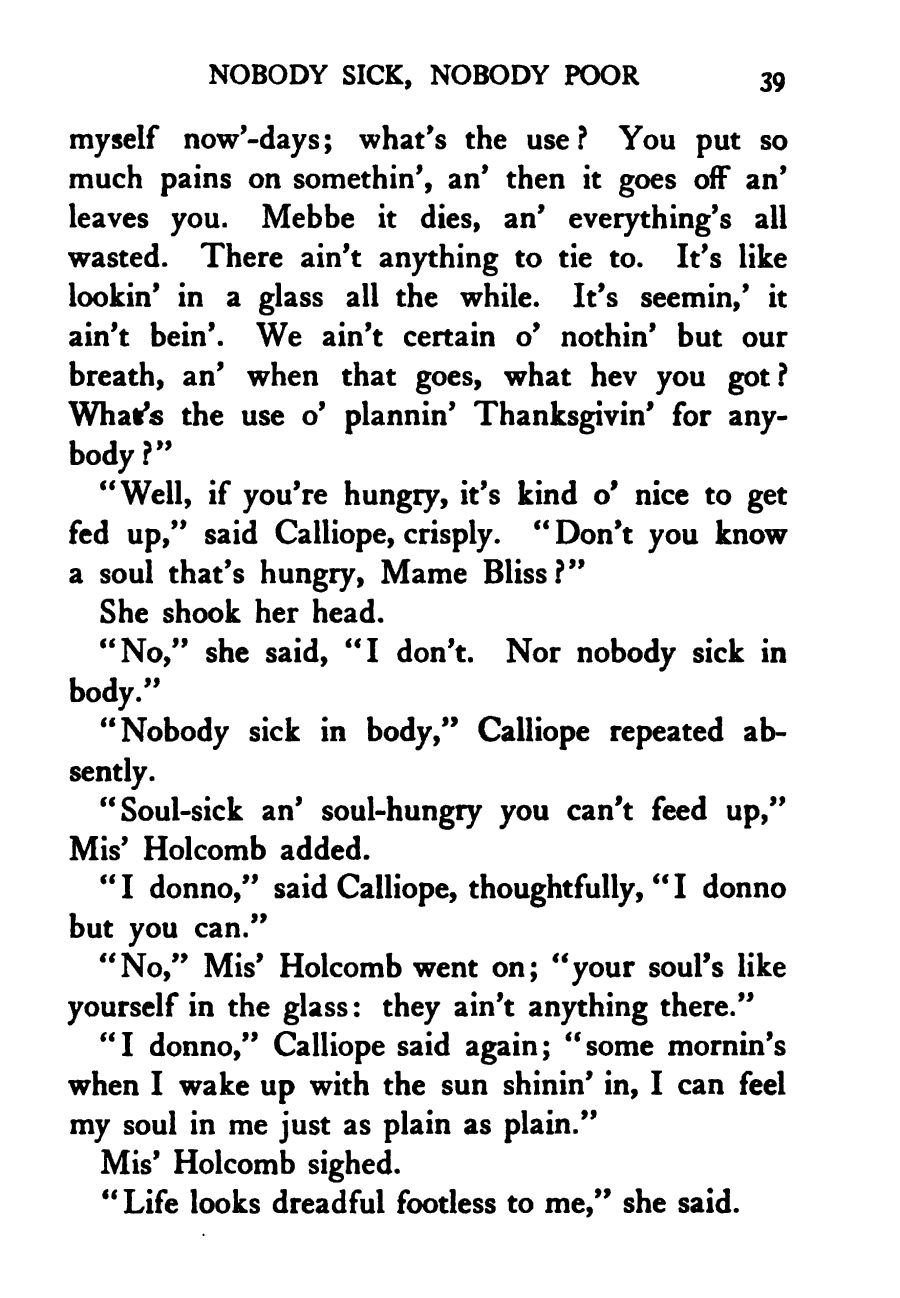 NOBODY SICK, NOBODY POOR 39
myself now'-days; what's the use? You put so
much pains on somethin', an' then it goes off an'
leaves you. Mebbe it dies, an' everything's all
wasted. There ain't anything to tie to. It's like
lookin' in a glass all the while. It's seemin,' it
ain't bein'. We ain't certain o' nothin' but our
breath, an' when that goes, what hev you got?
What's the use o' plannin' Thanksgivin' for any-
body?"
"Well, if you're hungry, it's kind o' nice to get
fed up," said Calliope, crisply. "Don't you know
a soul that's hungry, Mame Bliss?"
She shook her head.
"No," she said, "I don't. Nor nobody sick in
body."
"Nobody sick in body," Calliope repeated ab-
sently.
"Soul-sick an' soul-hungry you can't feed up,"
Mis' Holcomb added.
"I donno," said Calliope, thoughtfully, "I donno
but you can."
"No," Mis' Holcomb went on; "your soul's like
yourself in the glass: they ain't anything there."
"I donno," Calliope said again; "some mornin's
when I wake up with the sun shinin' in, I can feel
my soul in me just as plain as plain."
Mis' Holcomb sighed.
"Life looks dreadful footless to me," she said.